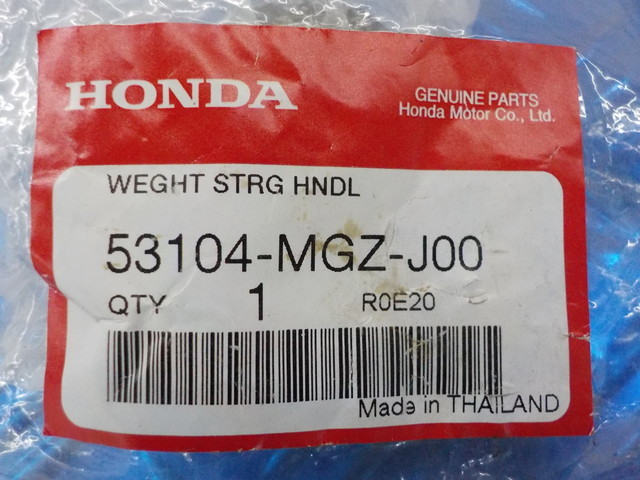 HONDA
GENUINE PARTS
Honda Motor Co., Ltd.
WEGHT STRG HNDL
53104-MGZ-J00
QTY 1 R0E20
Made in THAILAND